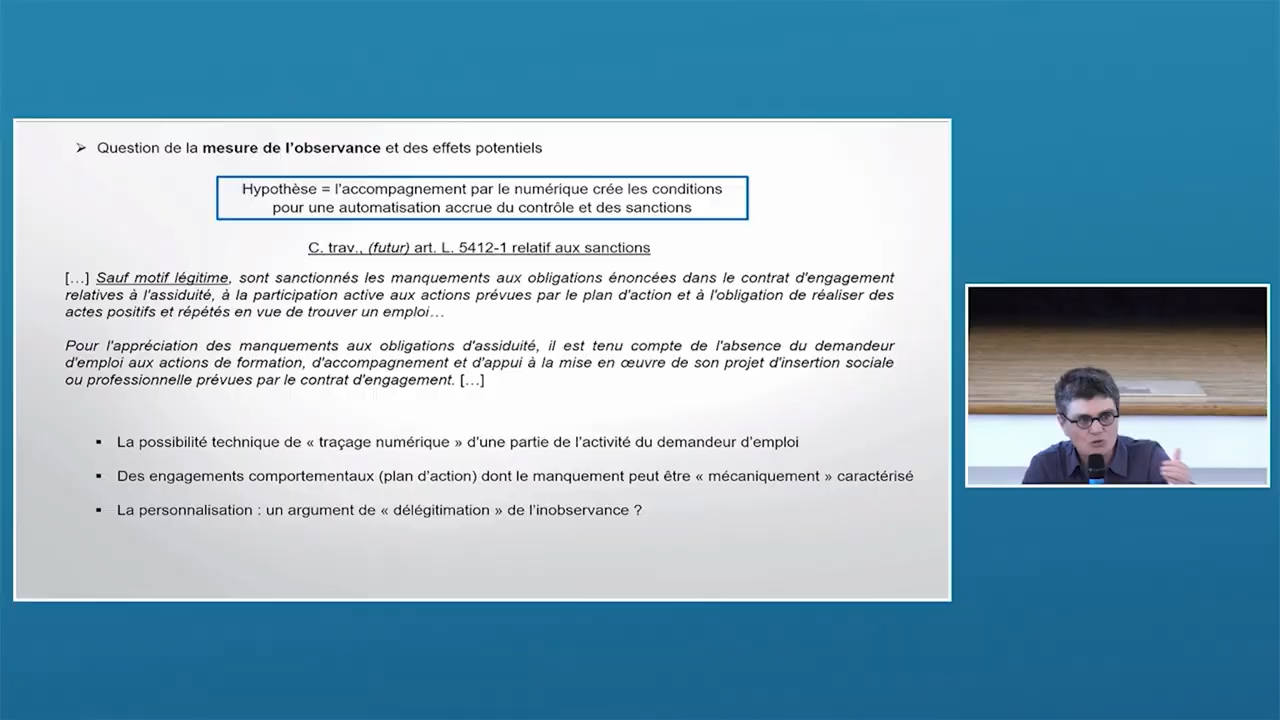 ➢ Question de la mesure de l'observance et des effets potentiels
Hypothèse = l'accompagnement par le numérique crée les conditions
pour une automatisation accrue du contrôle et des sanctions
C. trav., (futur) art. L. 5412-1 relatif aux sanctions
[…] Sauf motif légitime, sont sanctionnés les manquements aux obligations énoncées dans le contrat d'engagement
relatives à l'assiduité, à la participation active aux actions prévues par le plan d'action et à l'obligation de réaliser des
actes positifs et répétés en vue de trouver un emploi…
Pour l'appréciation des manquements aux obligations d'assiduité, il est tenu compte de l'absence du demandeur
d'emploi aux actions de formation, d'accompagnement et d'appui à la mise en œuvre de son projet d'insertion sociale
ou professionnelle prévues par le contrat d'engagement. […]
▪ La possibilité technique de « traçage numérique » d'une partie de l'activité du demandeur d'emploi
▪ Des engagements comportementaux (plan d'action) dont le manquement peut être « mécaniquement » caractérisé
▪ La personnalisation : un argument de « délégitimation » de l'inobservance ?